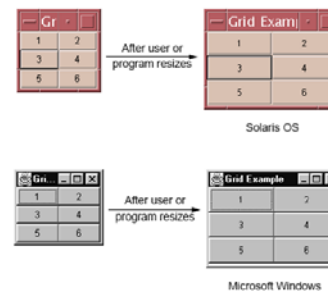 Gr
1 2
3 4
5 6
After user or
program resizes
Grid Examp
1 2
3 4
5 6
Solaris OS
Gri...
1 2
3 4
5 6
After user or
program resizes
Grid Example
1 2
3 4
5 6
Microsoft Windows